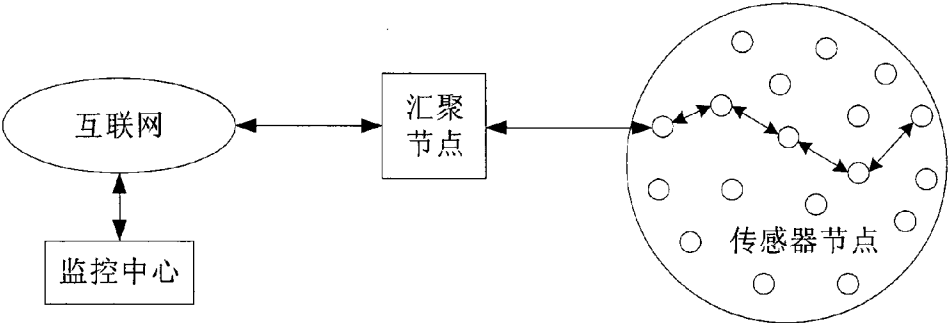 互联网
汇聚
节点
传感器节点
监控中心